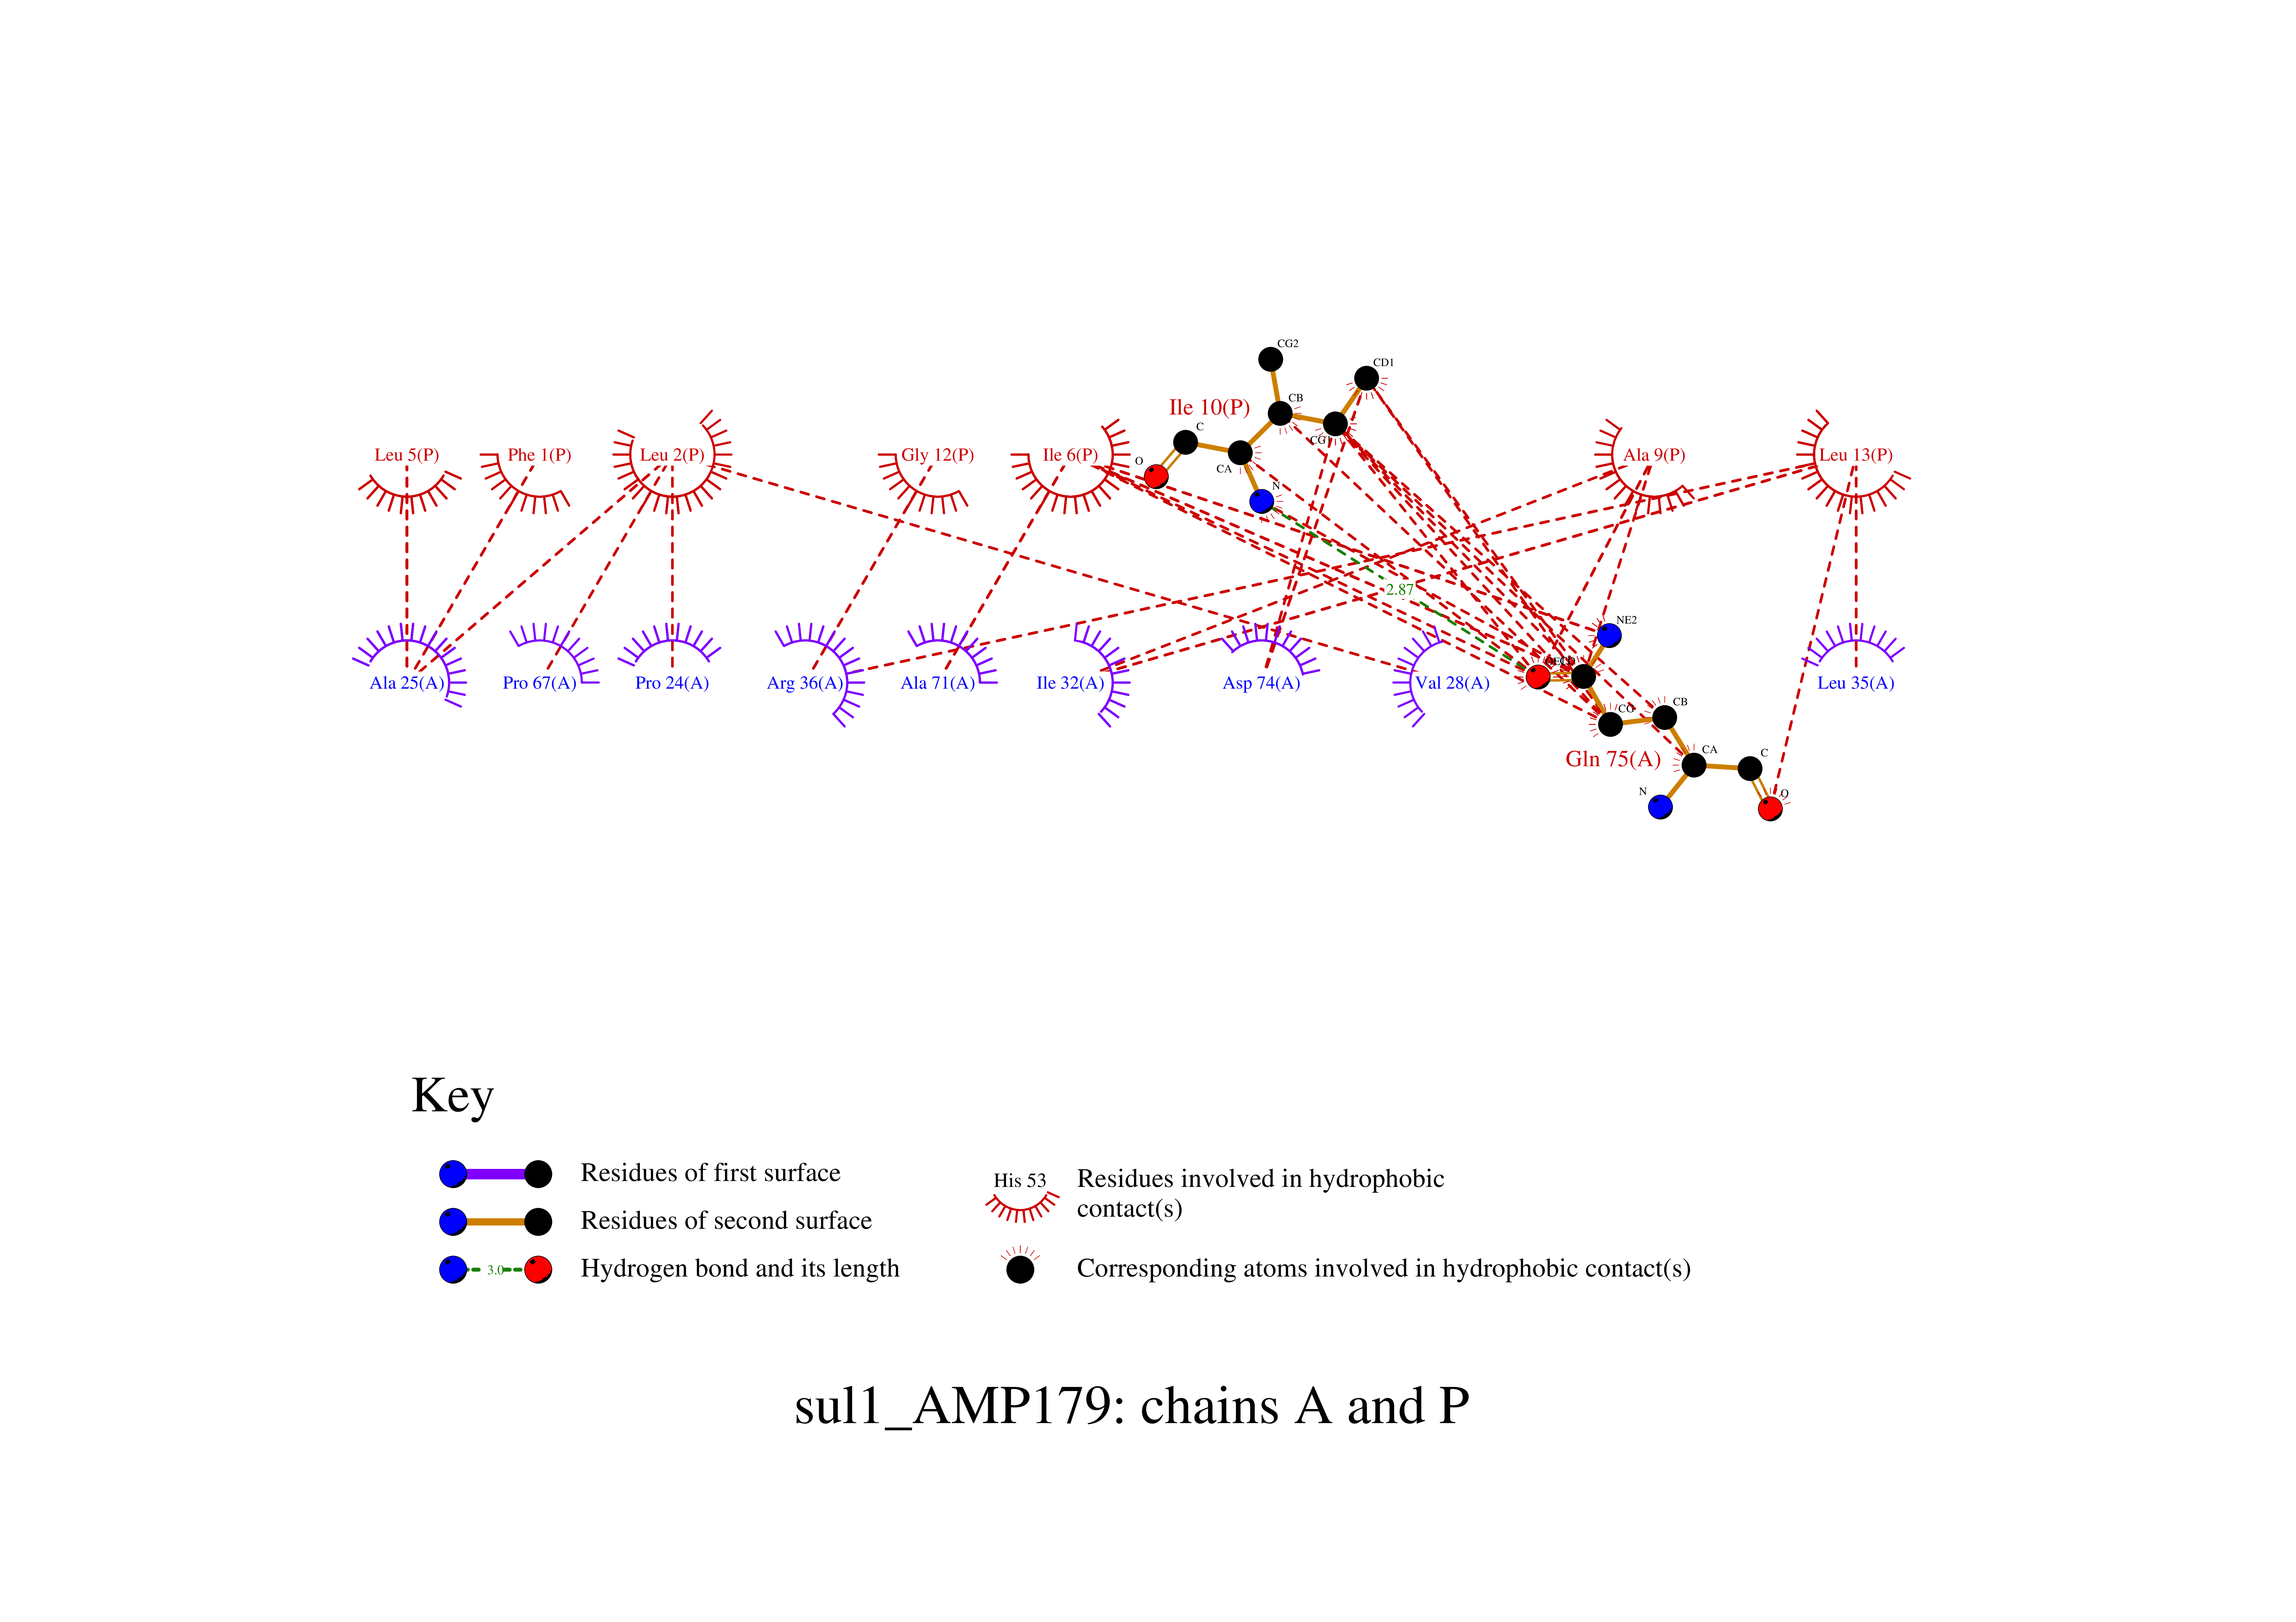 CG2
CD1
CB
Ile 10(P)
C
CG1
CA
O
N
Leu 5(P) Phe 1(P) Leu 2(P) Gly 12(P) Ile 6(P) Ala 9(P) Leu 13(P)
2.87
NE2
Ala 25(A) Pro 67(A) Pro 24(A) Arg 36(A) Ala 71(A) Ile 32(A) Asp 74(A) Val 28(A) Leu 35(A)
CB
CA
C
Gln 75(A)
N
O
Key
Residues of first surface
Residues of second surface
3.0
Hydrogen bond and its length
His 53
Residues involved in hydrophobic
contact(s)
Corresponding atoms involved in hydrophobic contact(s)
sul1_AMP179: chains A and P